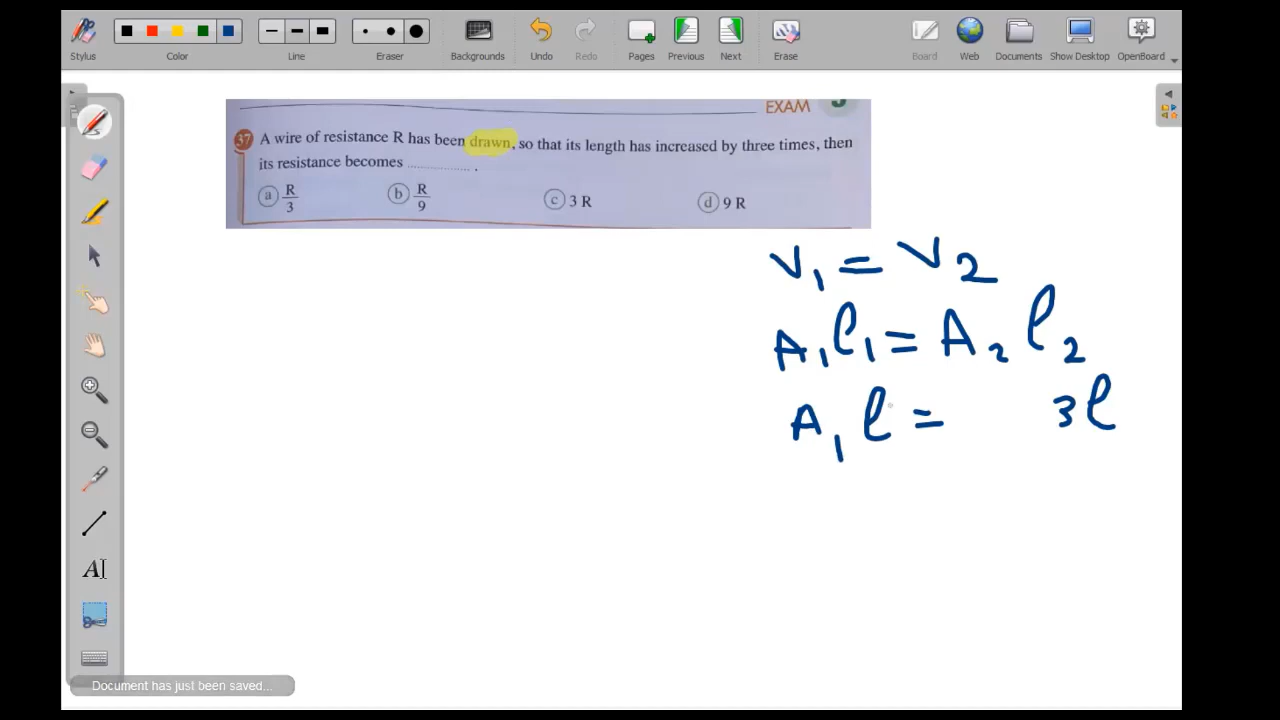 Stylus Color Line Eraser Backgrounds Undo Redo Pages Previous Next Erase Board Web Documents Show Desktop OpenBoard
EXAM
37 A wire of resistance R has been drawn, so that its length has increased by three times, then
its resistance becomes .................. .
a R/3 b R/9 c 3 R d 9 R
V₁ = V₂
A₁ℓ₁ = A₂ ℓ₂
A₁ ℓ = 3ℓ
Document has just been saved...